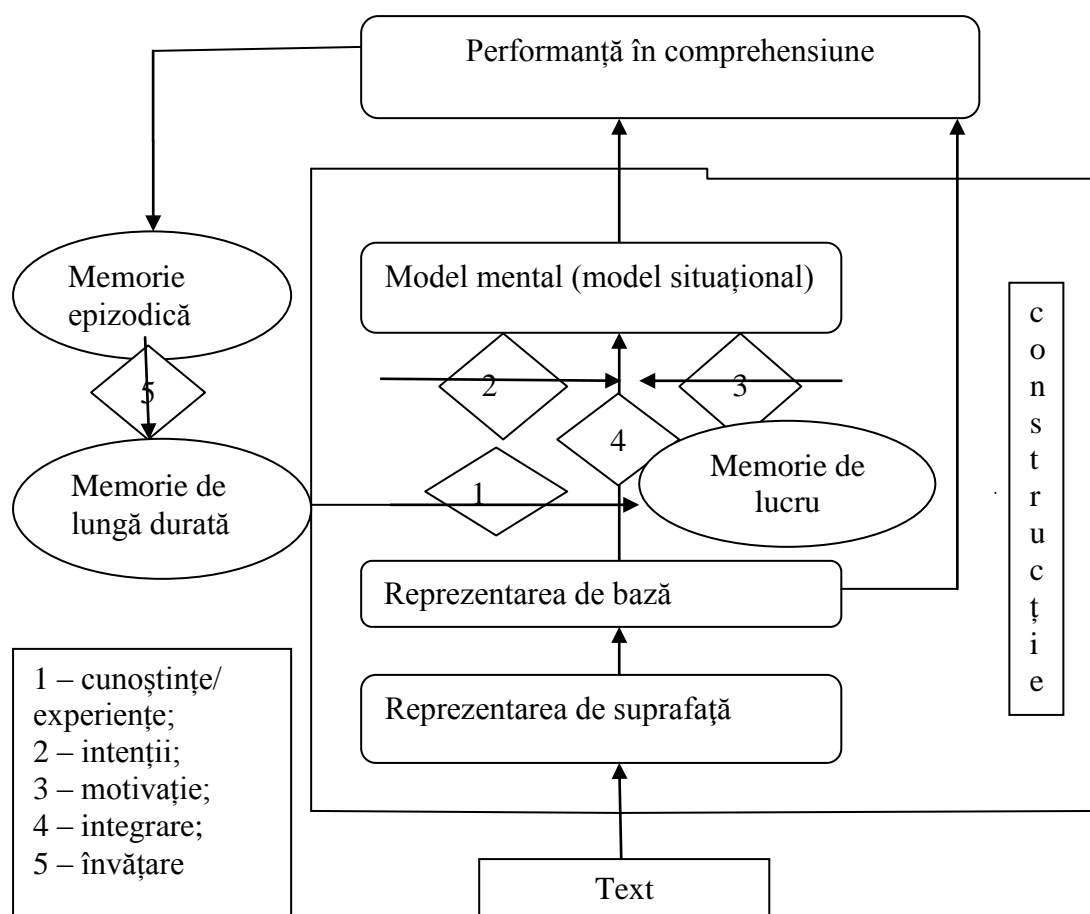 Performanță în comprehensiune
Memorie
epizodică
Model mental (model situațional)
c
o
n
s
t
r
u
c
ț
i
e
2
3
5
4
Memorie de
lungă durată
1
Memorie de
lucru
Reprezentarea de bază
1 – cunoștințe/
experiențe;
2 – intenții;
3 – motivație;
4 – integrare;
5 – învățare
Reprezentarea de suprafață
Text